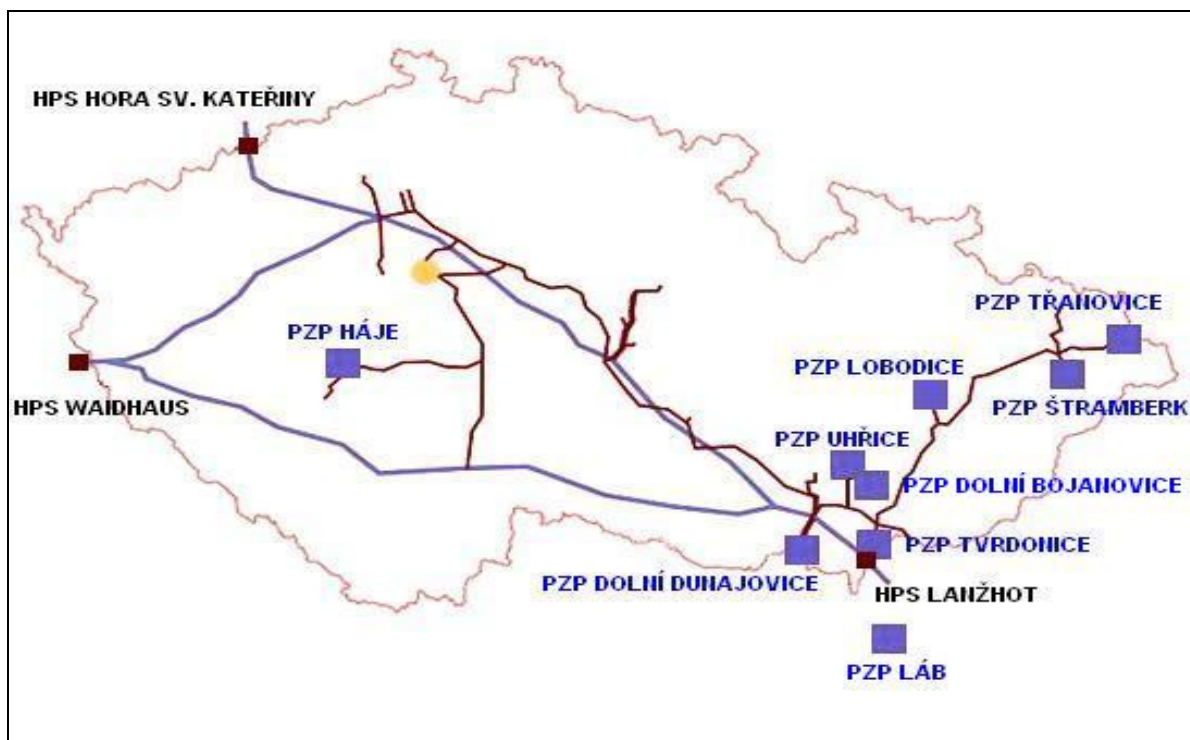 HPS HORA SV. KATEŘINY
PZP TŘANOVICE
PZP HÁJE
PZP LOBODICE
HPS WAIDHAUS
PZP ŠTRAMBERK
PZP UHŘICE
PZP DOLNÍ BOJANOVICE
PZP TVRDONICE
PZP DOLNÍ DUNAJOVICE
HPS LANŽHOT
PZP LÁB